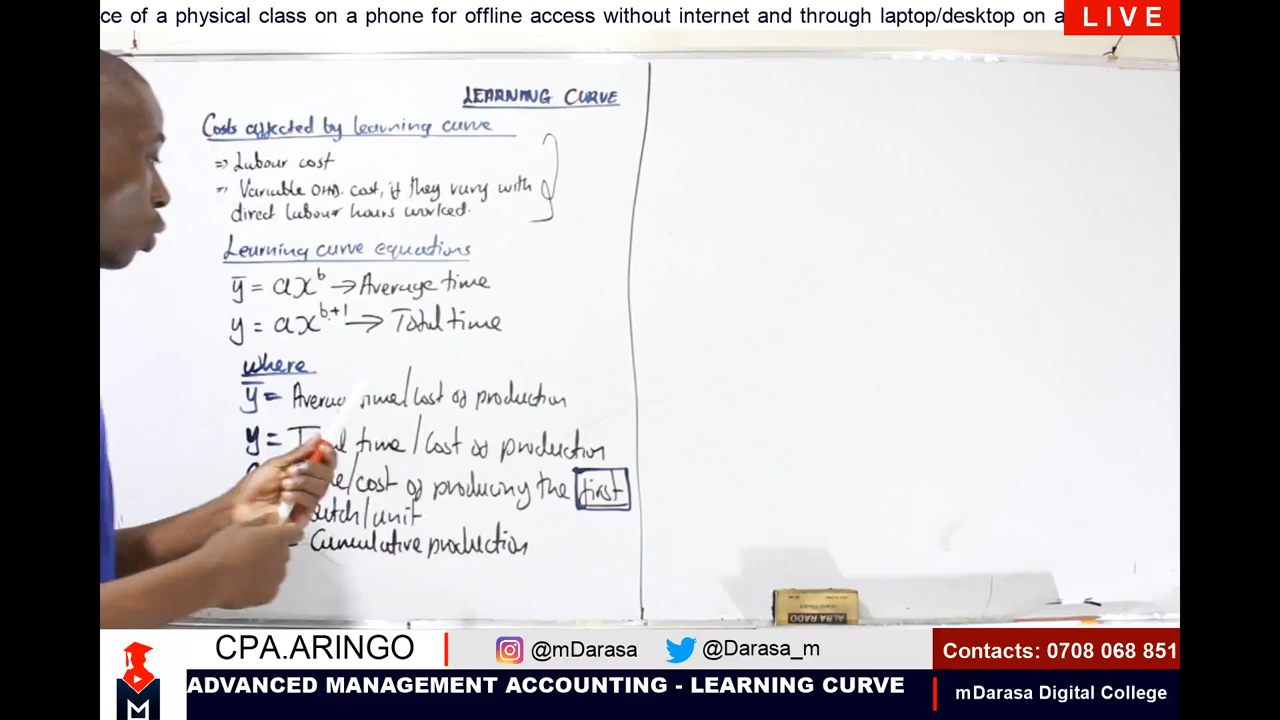 ce of a physical class on a phone for offline access without internet and through laptop/desktop on a
LIVE
LEARNING CURVE
Costs affected by learning curve
=> Labour cost
=> Variable OHD. cost, if they vary with
direct labour hours worked.
Learning curve equations
ȳ = ax^b → Average time
y = ax^{b+1} → Total time
where
ȳ = time/cost of production
y = time/cost of production
/cost of producing the first
/unit
= Cumulative production
CPA.ARINGO
@mDarasa
@Darasa_m
Contacts: 0708 068 851
ADVANCED MANAGEMENT ACCOUNTING - LEARNING CURVE
mDarasa Digital College
M